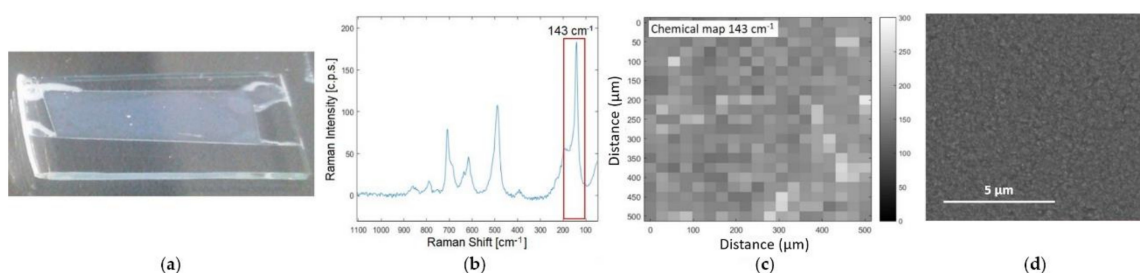 200
150
100
50
0
Raman Intensity [c.p.s.]
143 cm⁻¹
1100 1000 900 800 700 600 500 400 300 200 100
Raman Shift [cm⁻¹]
Chemical map 143 cm⁻¹
0
50
100
150
200
250
300
350
400
450
500
Distance (µm)
0 100 200 300 400 500
Distance (µm)
300
250
200
150
100
50
0
5 µm
(a) (b) (c) (d)